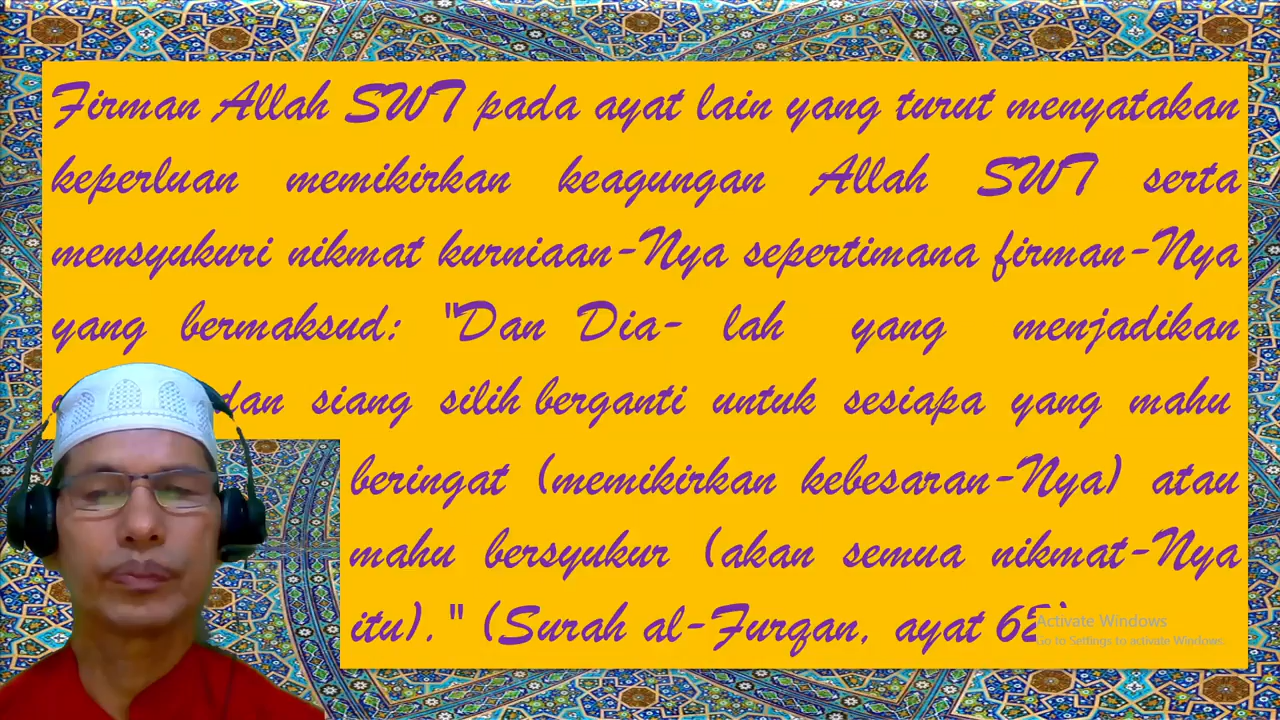 Firman Allah SWT pada ayat lain yang turut menyatakan
keperluan memikirkan keagungan Allah SWT serta
mensyukuri nikmat kurniaan-Nya sepertimana firman-Nya
yang bermaksud: "Dan Dia- lah yang menjadikan
dan siang silih berganti untuk sesiapa yang mahu
beringat (memikirkan kebesaran-Nya) atau
mahu bersyukur (akan semua nikmat-Nya
itu)." (Surah al-Furqan, ayat
Activate Windows
Go to Settings to activate Windows.